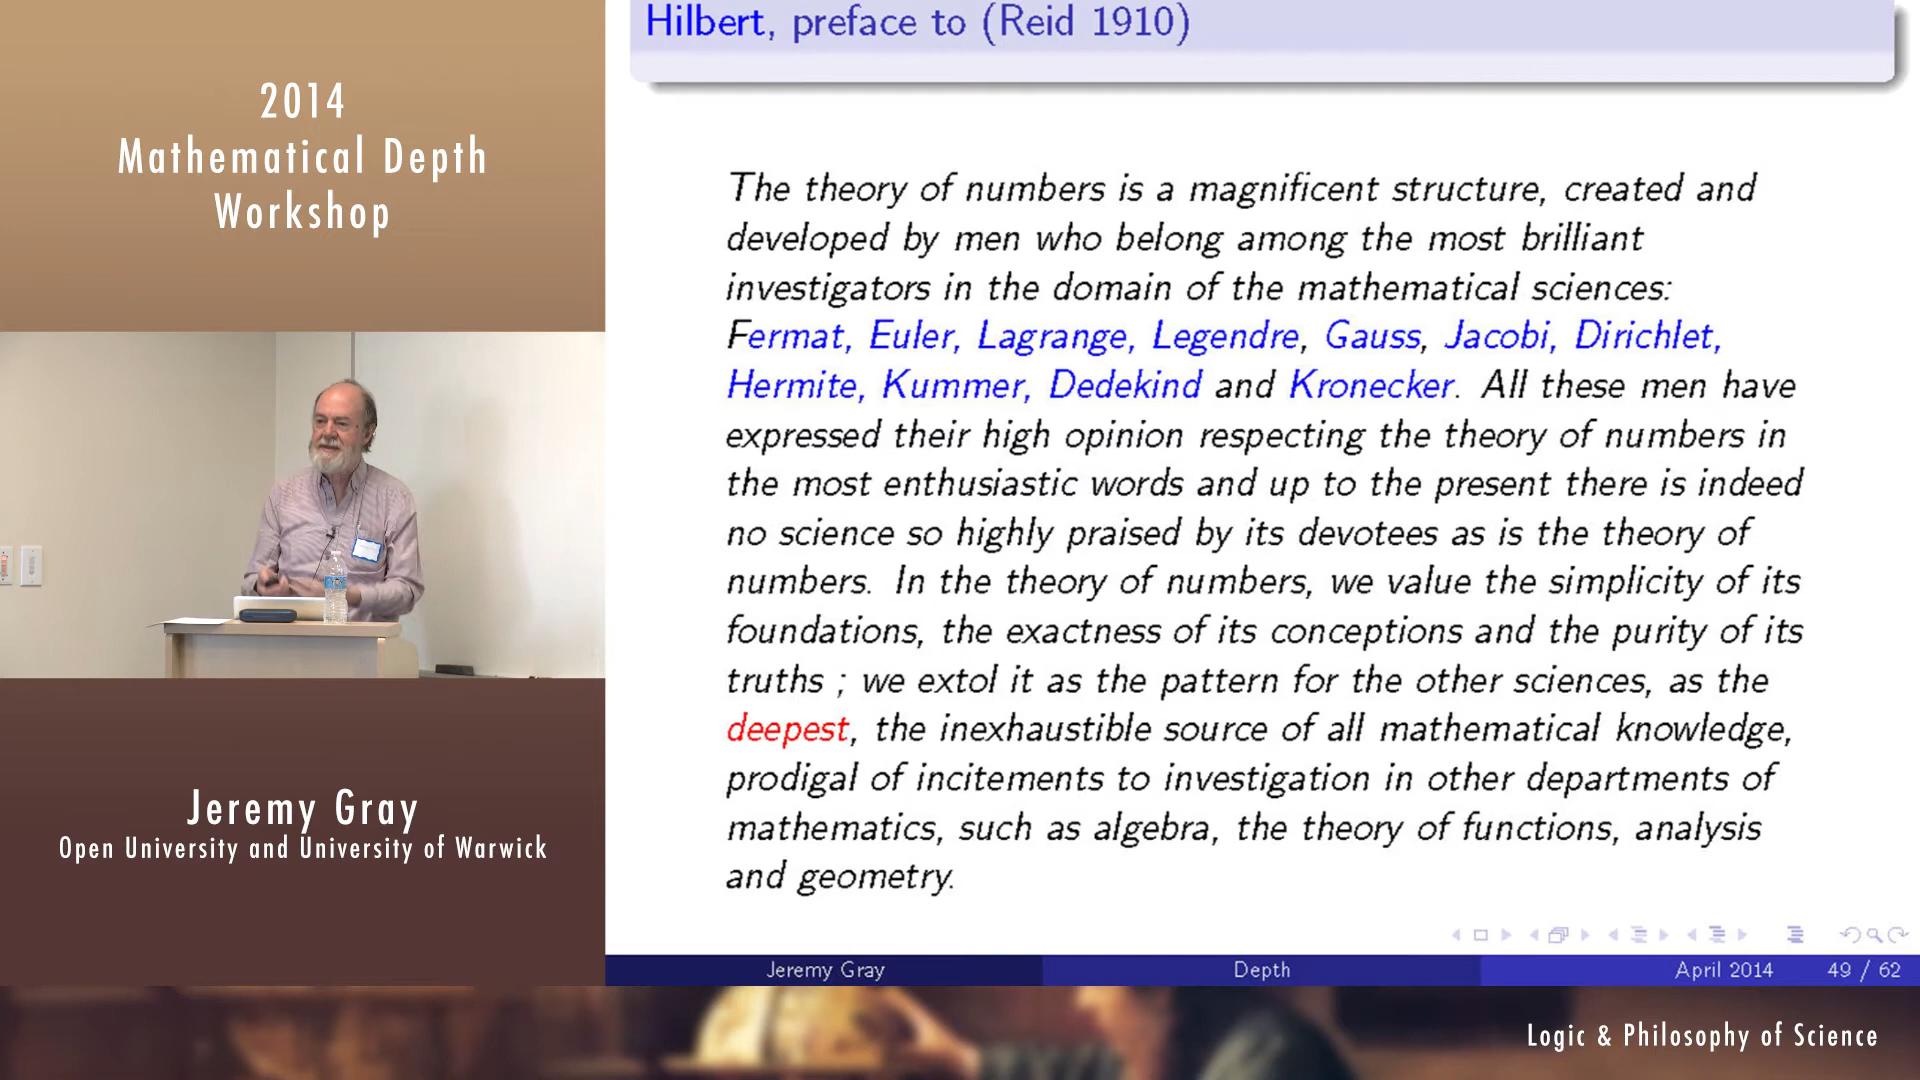 2014
Mathematical Depth
Workshop
Jeremy Gray
Open University and University of Warwick
Hilbert, preface to (Reid 1910)
The theory of numbers is a magnificent structure, created and
developed by men who belong among the most brilliant
investigators in the domain of the mathematical sciences:
Fermat, Euler, Lagrange, Legendre, Gauss, Jacobi, Dirichlet,
Hermite, Kummer, Dedekind and Kronecker. All these men have
expressed their high opinion respecting the theory of numbers in
the most enthusiastic words and up to the present there is indeed
no science so highly praised by its devotees as is the theory of
numbers. In the theory of numbers, we value the simplicity of its
foundations, the exactness of its conceptions and the purity of its
truths ; we extol it as the pattern for the other sciences, as the
deepest, the inexhaustible source of all mathematical knowledge,
prodigal of incitements to investigation in other departments of
mathematics, such as algebra, the theory of functions, analysis
and geometry.
Jeremy Gray Depth April 2014 49 / 62
Logic & Philosophy of Science